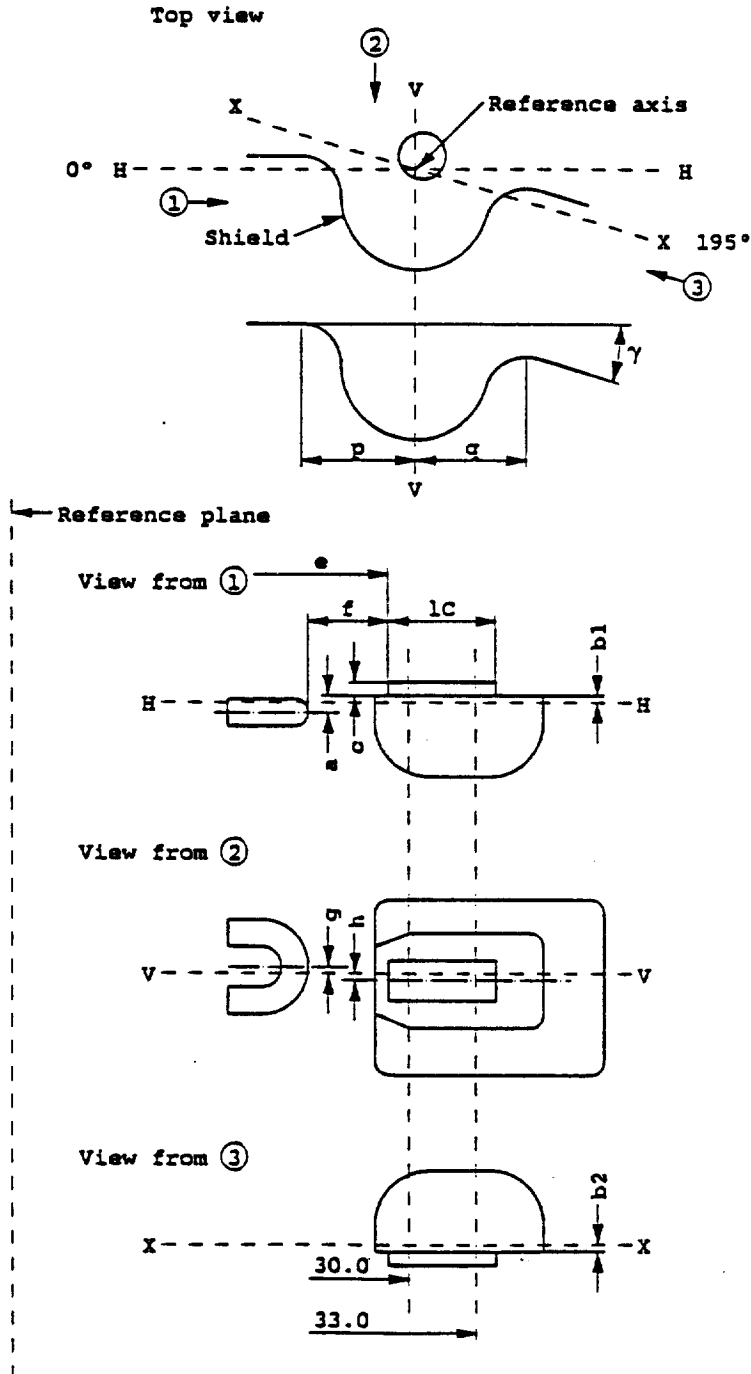 Top view
②
V
X
Reference axis
0° H
H
①
Shield
X 195°
③
γ
p
q
V
Reference plane
e
View from ①
f
lC
b1
H
H
a
c
View from ②
g
h
V
V
View from ③
b2
X
X
30.0
33.0